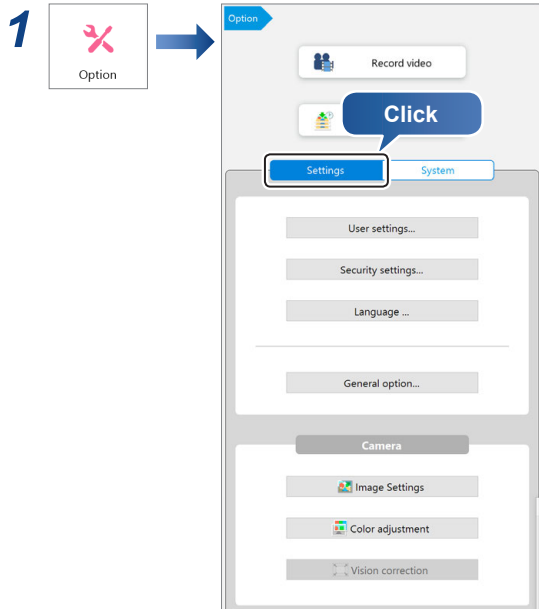 1
Option
Option
Record video
Click
Settings
System
User settings...
Security settings...
Language ...
General option...
Camera
Image Settings
Color adjustment
Vision correction